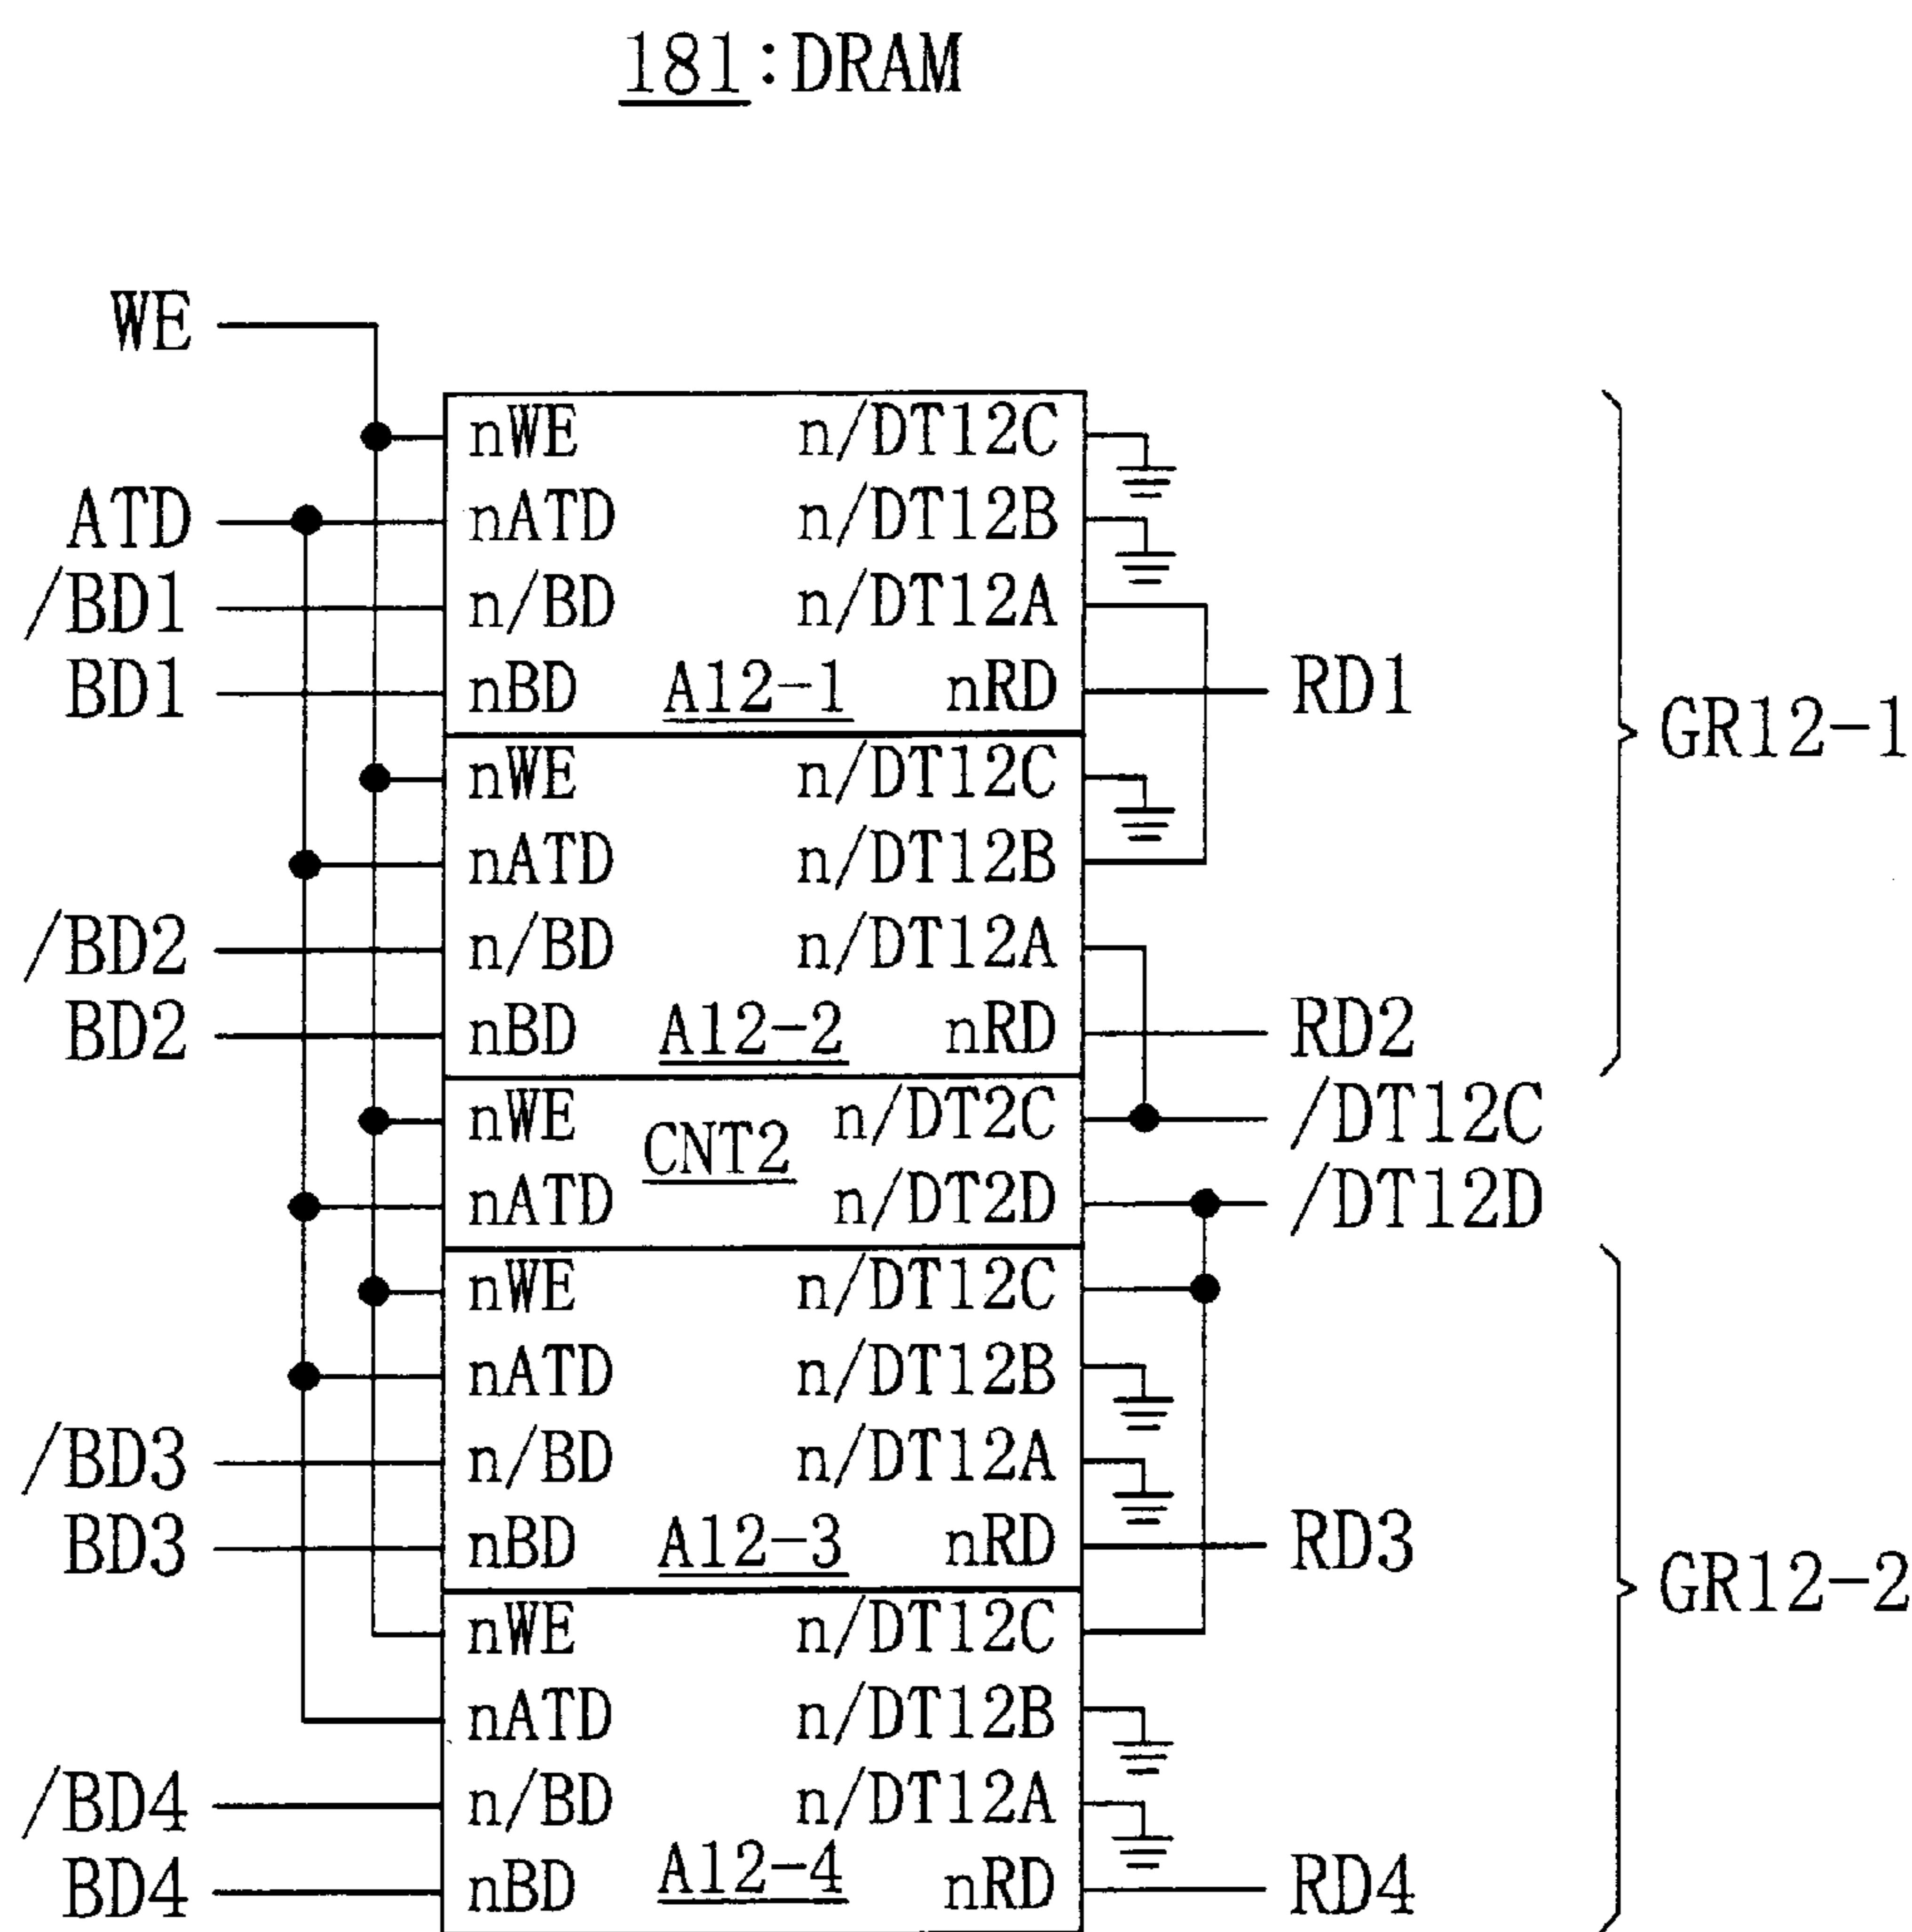 181:DRAM
WE
nWE n/DT12C
ATD nATD n/DT12B
/BD1 n/BD n/DT12A
BD1 nBD A12-1 nRD RD1
GR12-1
nWE n/DT12C
nATD n/DT12B
/BD2 n/BD n/DT12A
BD2 nBD A12-2 nRD RD2
nWE n/DT2C /DT12C
CNT2
nATD n/DT2D /DT12D
nWE n/DT12C
nATD n/DT12B
/BD3 n/BD n/DT12A
BD3 nBD A12-3 nRD RD3
GR12-2
nWE n/DT12C
nATD n/DT12B
/BD4 n/BD n/DT12A
BD4 nBD A12-4 nRD RD4